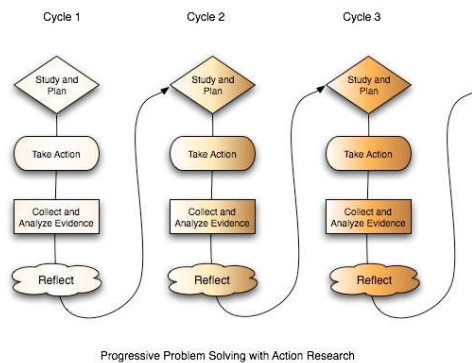 Cycle 1
Cycle 2
Cycle 3
Study and
Plan
Take Action
Collect and
Analyze Evidence
Reflect
Study and
Plan
Take Action
Collect and
Analyze Evidence
Reflect
Study and
Plan
Take Action
Collect and
Analyze Evidence
Reflect
Progressive Problem Solving with Action Research